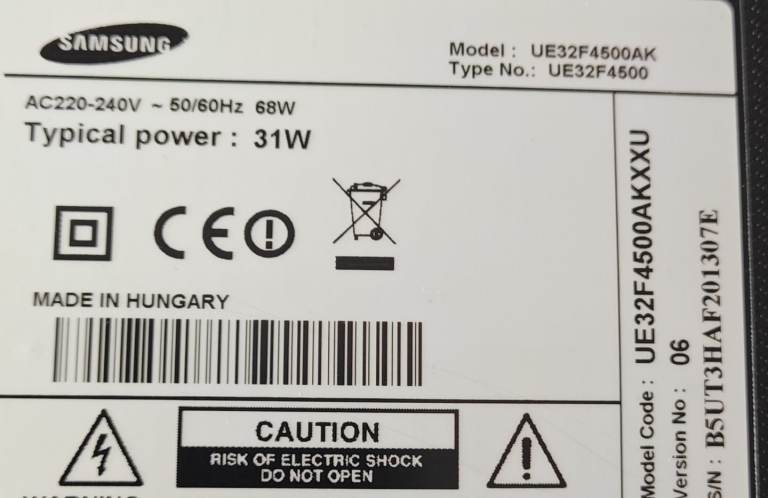 SAMSUNG
Model : UE32F4500AK
Type No.: UE32F4500
AC220-240V ~ 50/60Hz 68W
Typical power : 31W
MADE IN HUNGARY
CAUTION
RISK OF ELECTRIC SHOCK
DO NOT OPEN
WARNING
Model Code : UE32F4500AKXXU
Version No : 06
S/N : B5UT3HAF201307E